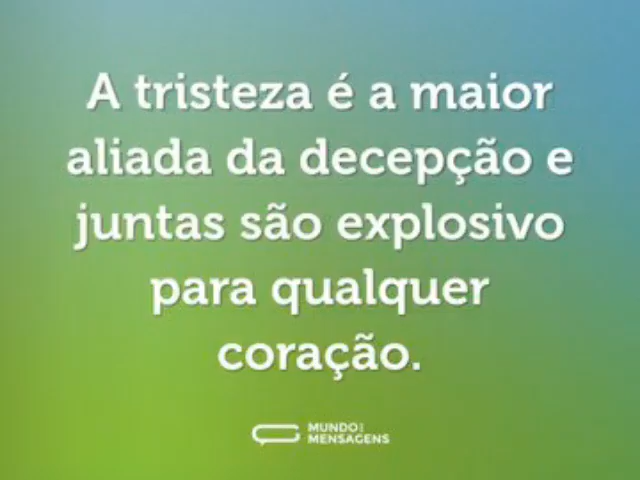 A tristeza é a maior
aliada da decepção e
juntas são explosivo
para qualquer
coração.
MUNDO DAS
MENSAGENS